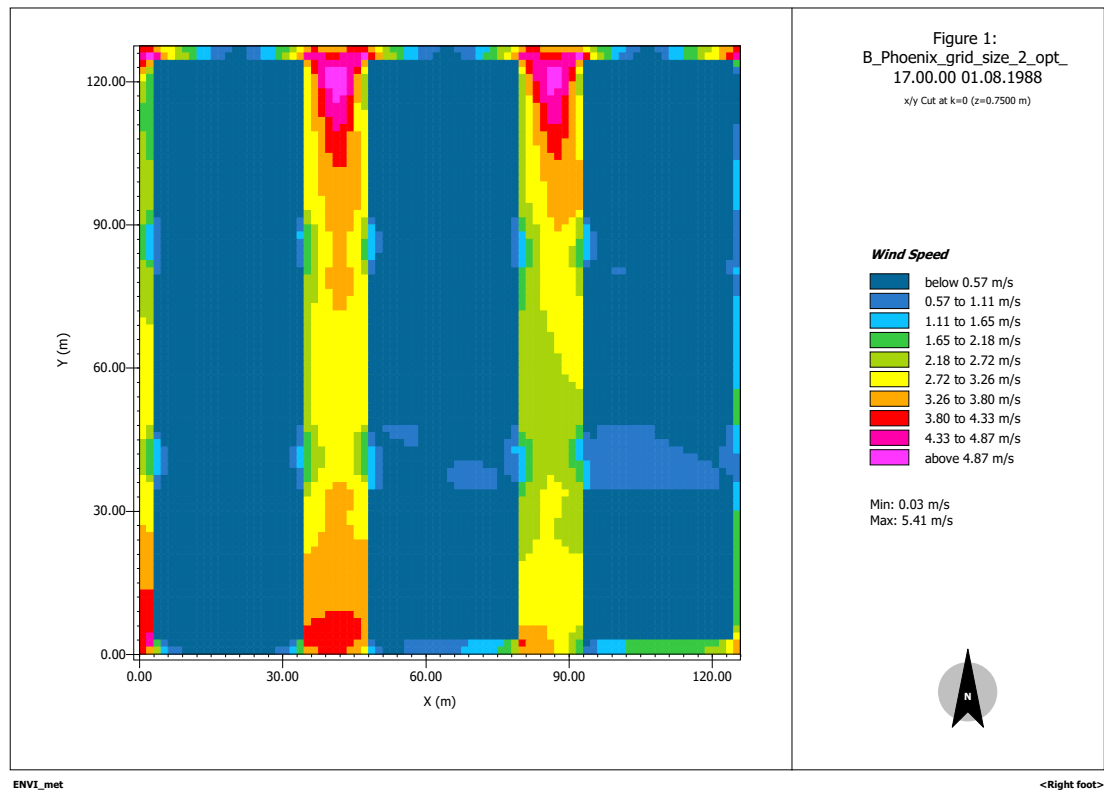 Figure 1:
B_Phoenix_grid_size_2_opt_
17.00.00 01.08.1988
x/y Cut at k=0 (z=0.7500 m)
120.00
90.00
60.00
30.00
0.00
Y (m)
0.00 30.00 60.00 90.00 120.00
X (m)
Wind Speed
below 0.57 m/s
0.57 to 1.11 m/s
1.11 to 1.65 m/s
1.65 to 2.18 m/s
2.18 to 2.72 m/s
2.72 to 3.26 m/s
3.26 to 3.80 m/s
3.80 to 4.33 m/s
4.33 to 4.87 m/s
above 4.87 m/s
Min: 0.03 m/s
Max: 5.41 m/s
N
ENVI_met
<Right foot>